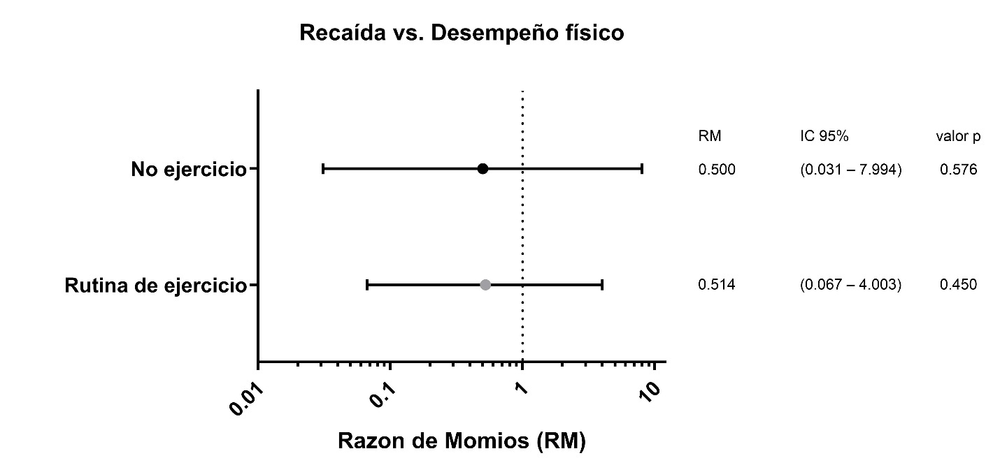 Recaída vs. Desempeño físico
RM IC 95% valor p
No ejercicio 0.500 (0.031 – 7.994) 0.576
Rutina de ejercicio 0.514 (0.067 – 4.003) 0.450
0.01 0.1 1 10
Razon de Momios (RM)